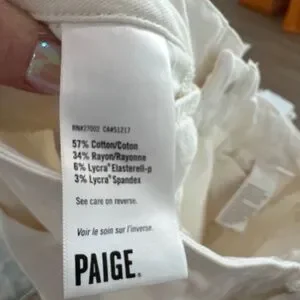 RN#27002 CA#51217
57% Cotton/Coton
34% Rayon/Rayonne
6% Lycra® Elasterell-p
3% Lycra® Spandex
See care on reverse.
Voir le soin sur l'inverse.
PAIGE®